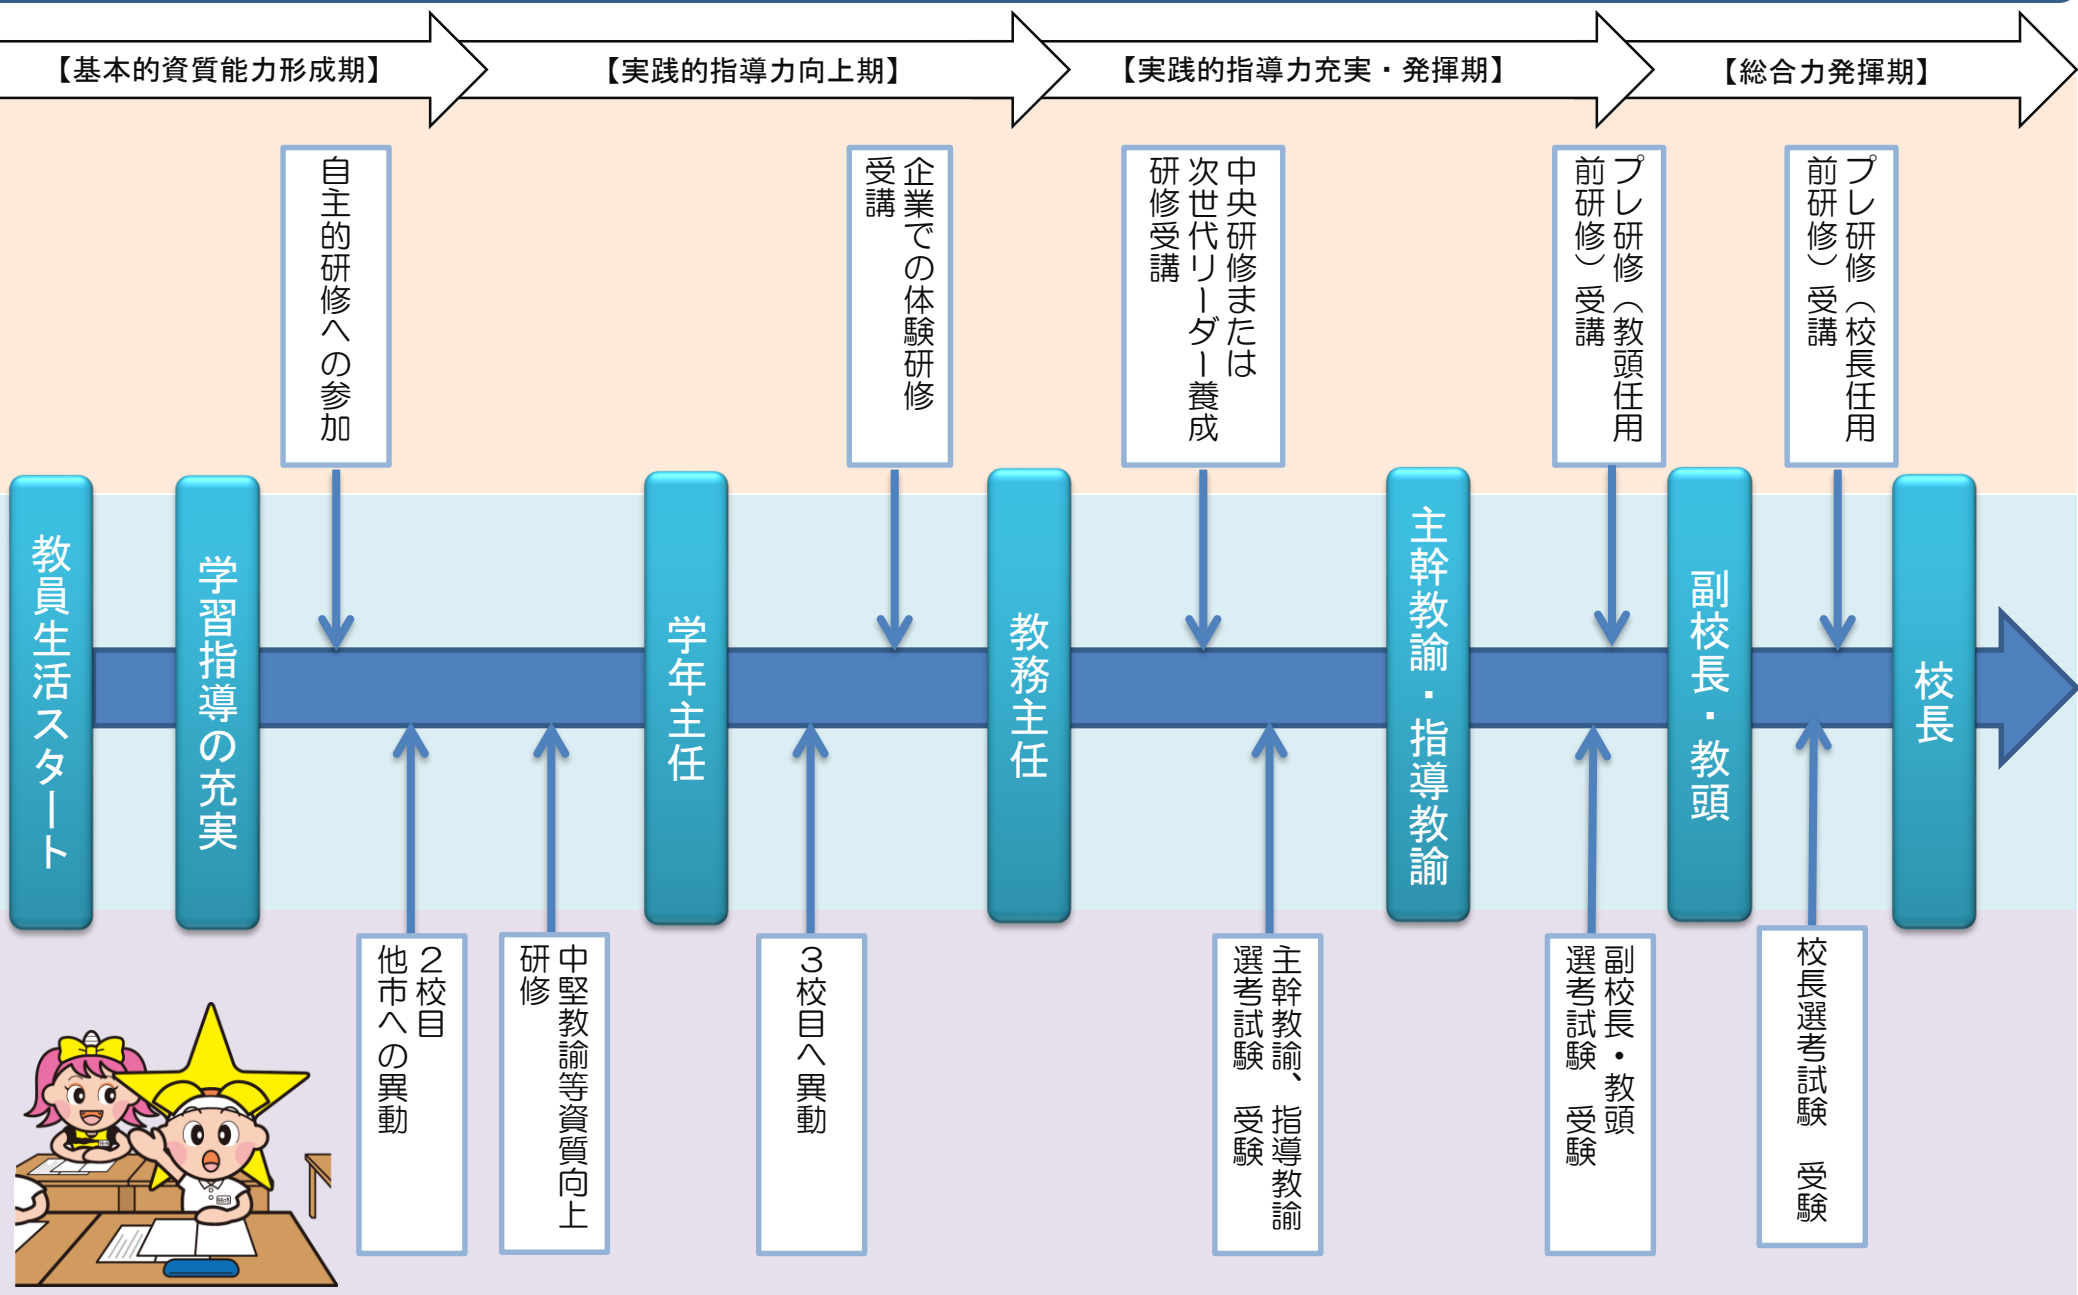 【基本的資質能力形成期】
【実践的指導力向上期】
【実践的指導力充実・発揮期】
【総合力発揮期】
自主的研修への参加
企業での体験研修
受講
中央研修または
次世代リーダー養成
研修受講
プレ研修（教頭任用
前研修）受講
プレ研修（校長任用
前研修）受講
教員生活スタート
学習指導の充実
学年主任
教務主任
主幹教諭・指導教諭
副校長・教頭
校長
２校目
他市への異動
中堅教諭等資質向上
研修
３校目へ異動
主幹教諭、指導教諭
選考試験　受験
副校長・教頭
選考試験　受験
校長選考試験　受験